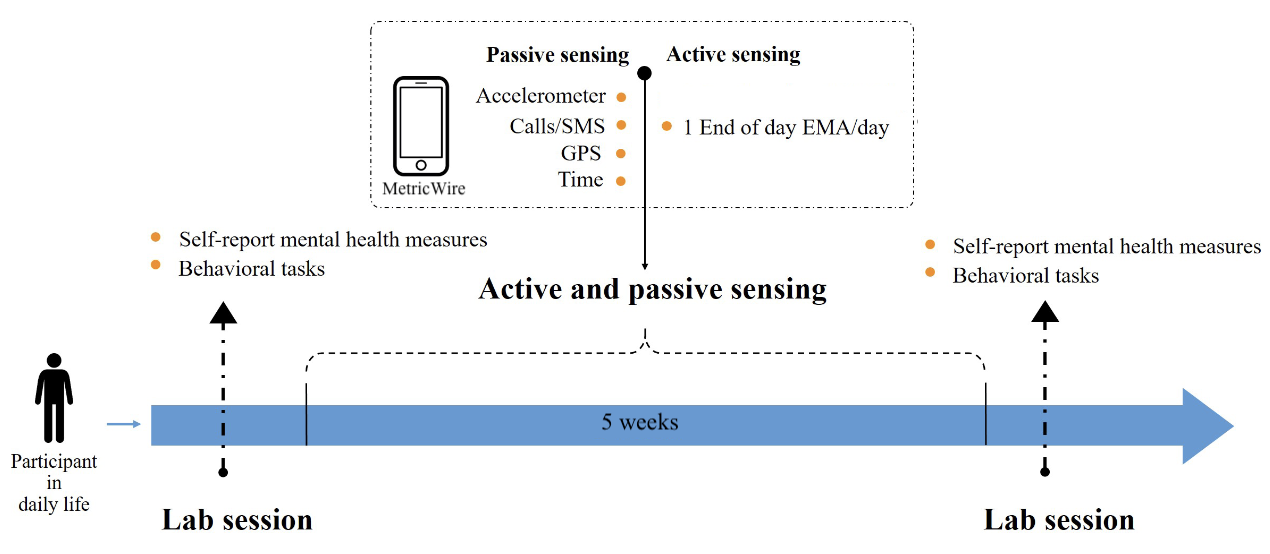 Passive sensing
Active sensing
Accelerometer
Calls/SMS
GPS
Time
1 End of day EMA/day
MetricWire
Self-report mental health measures
Behavioral tasks
Self-report mental health measures
Behavioral tasks
Active and passive sensing
5 weeks
Participant
in
daily life
Lab session
Lab session